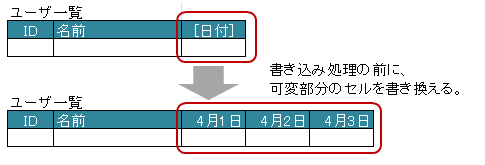 ユーザ一覧
ID 名前 [日付]
書き込み処理の前に、
可変部分のセルを書き換える。
ユーザ一覧
ID 名前 4月1日 4月2日 4月3日